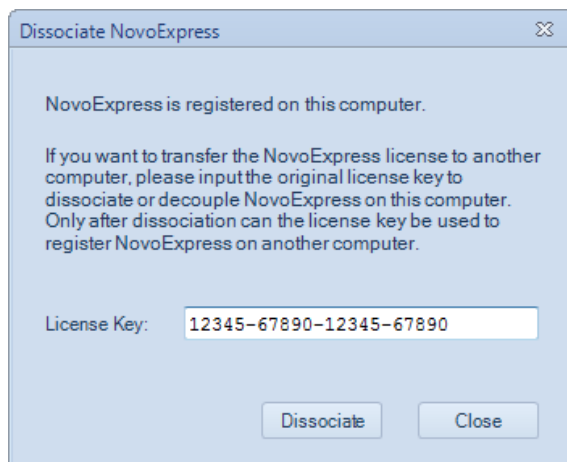 Dissociate NovoExpress
NovoExpress is registered on this computer.
If you want to transfer the NovoExpress license to another
computer, please input the original license key to
dissociate or decouple NovoExpress on this computer.
Only after dissociation can the license key be used to
register NovoExpress on another computer.
License Key: 12345-67890-12345-67890
Dissociate Close